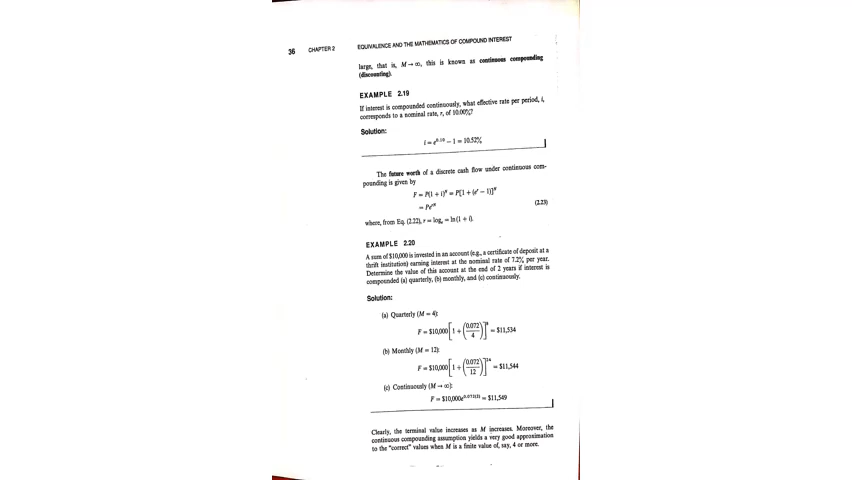 36 CHAPTER 2 EQUIVALENCE AND THE MATHEMATICS OF COMPOUND INTEREST
large, that is, M → ∞, this is known as continuous compounding
(discounting).
EXAMPLE 2.19
If interest is compounded continuously, what effective rate per period, i,
corresponds to a nominal rate, r, of 10.00%?
Solution:
i = e^0.10 − 1 = 10.52%
The future worth of a discrete cash flow under continuous com-
pounding is given by
F = P(1 + i)^N = P[1 + (e^r − 1)]^N
= Pe^rN (2.23)
where, from Eq. (2.22), r = log_e = ln(1 + i).
EXAMPLE 2.20
A sum of $10,000 is invested in an account (e.g., a certificate of deposit at a
thrift institution) earning interest at the nominal rate of 7.2% per year.
Determine the value of this account at the end of 2 years if interest is
compounded (a) quarterly, (b) monthly, and (c) continuously.
Solution:
(a) Quarterly (M = 4):
F = $10,000[1 + (0.072/4)]^8 = $11,534
(b) Monthly (M = 12):
F = $10,000[1 + (0.072/12)]^24 = $11,544
(c) Continuously (M → ∞):
F = $10,000e^0.072(2) = $11,549
Clearly, the terminal value increases as M increases. Moreover, the
continuous compounding assumption yields a very good approximation
to the "correct" values when M is a finite value of, say, 4 or more.